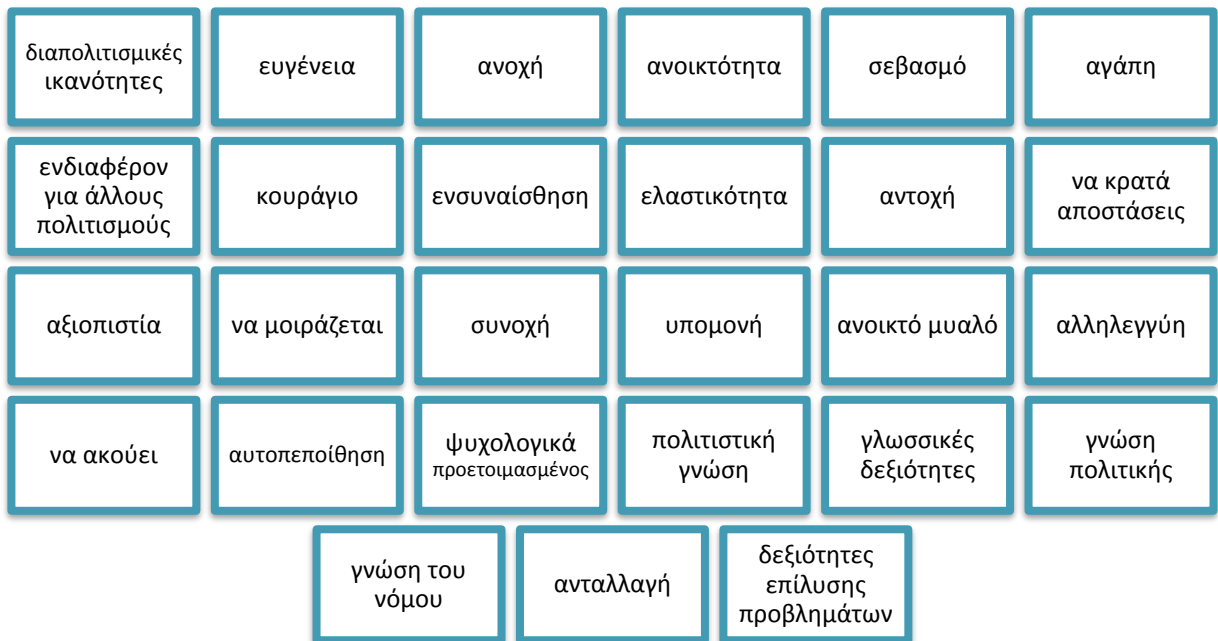 διαπολιτισμικές
ικανότητες
ευγένεια
ανοχή
ανοικτότητα
σεβασμό
αγάπη
ενδιαφέρον
για άλλους
πολιτισμούς
κουράγιο
ενσυναίσθηση
ελαστικότητα
αντοχή
να κρατά
αποστάσεις
αξιοπιστία
να μοιράζεται
συνοχή
υπομονή
ανοικτό μυαλό
αλληλεγγύη
να ακούει
αυτοπεποίθηση
ψυχολογικά
προετοιμασμένος
πολιτιστική
γνώση
γλωσσικές
δεξιότητες
γνώση
πολιτικής
γνώση του
νόμου
ανταλλαγή
δεξιότητες
επίλυσης
προβλημάτων